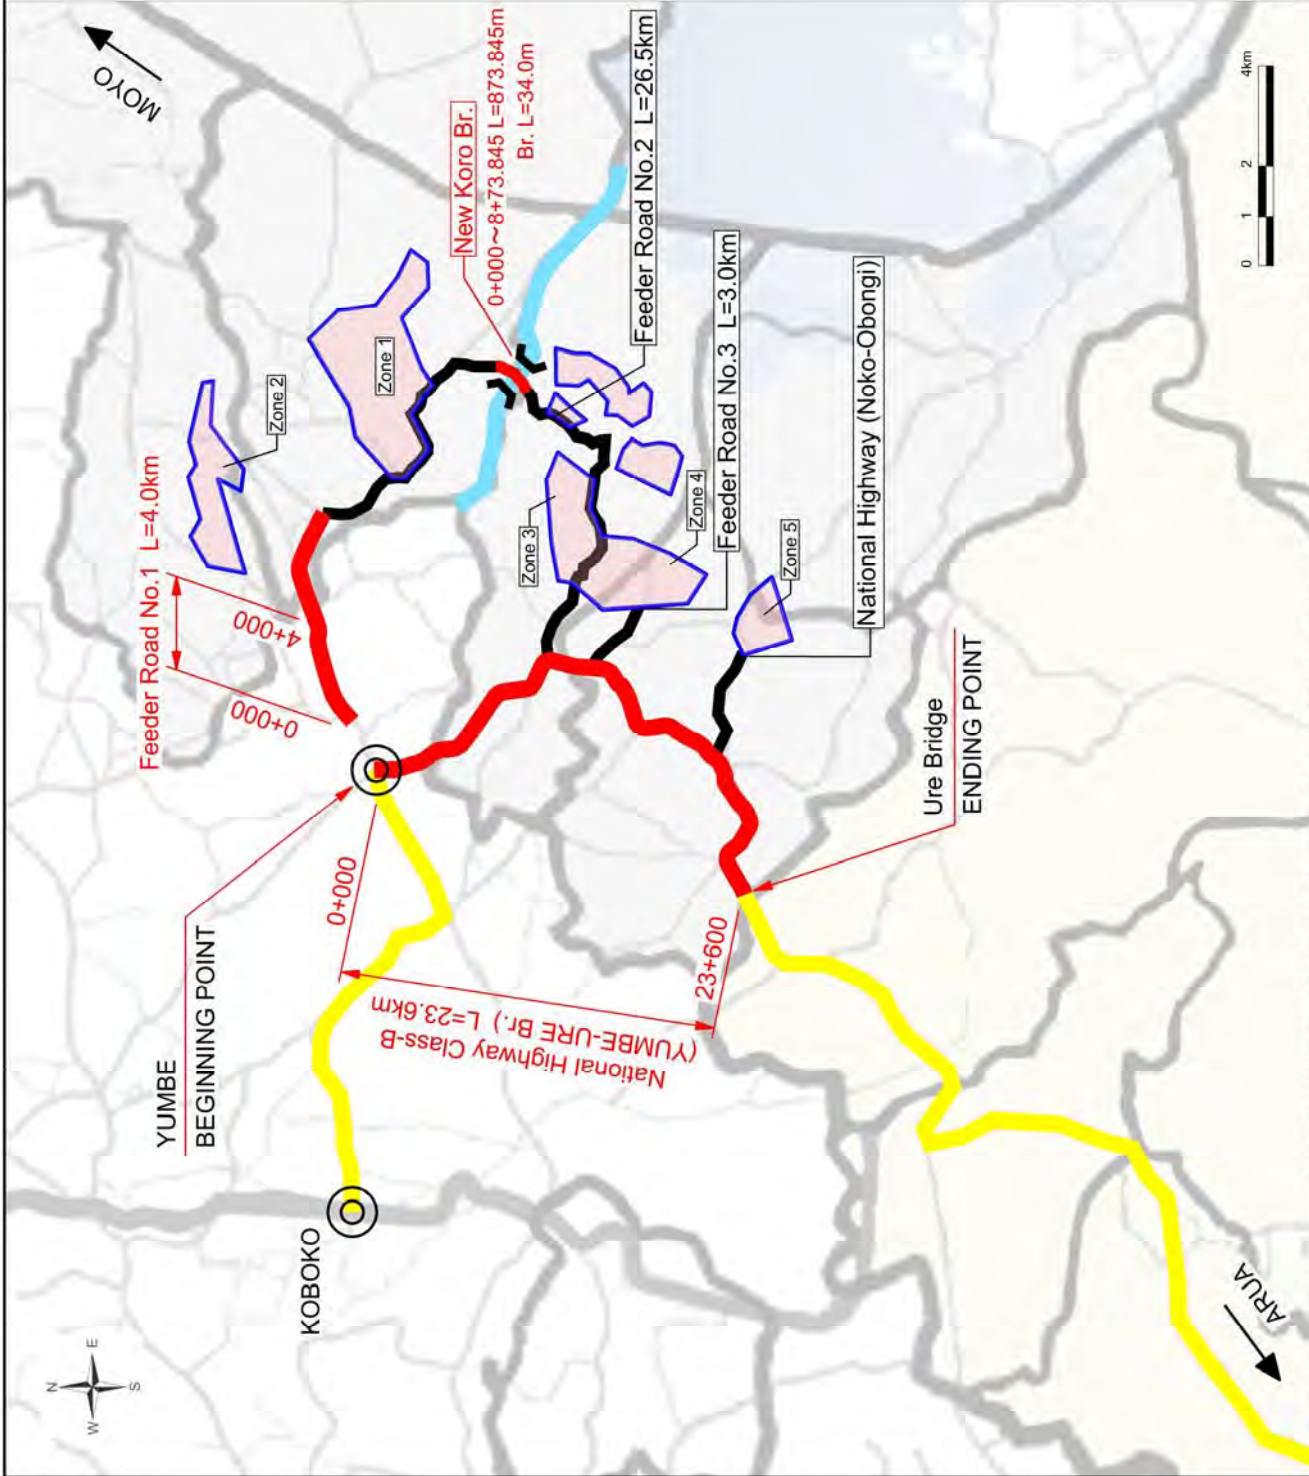 N
W
E
S
KOBOKO
YUMBE
BEGINNING POINT
Feeder Road No.1 L=4.0km
0+000
4+000
Zone 2
Zone 1
MOYO
New Koro Br.
0+000～8+73.845 L=873.845m
Br. L=34.0m
Feeder Road No.2 L=26.5km
Zone 3
Zone 4
Feeder Road No.3 L=3.0km
Zone 5
National Highway (Noko-Obongi)
0+000
National Highway Class-B
(YUMBE-URE Br.) L=23.6km
23+600
Ure Bridge
ENDING POINT
ARUA
0
1
2
4km